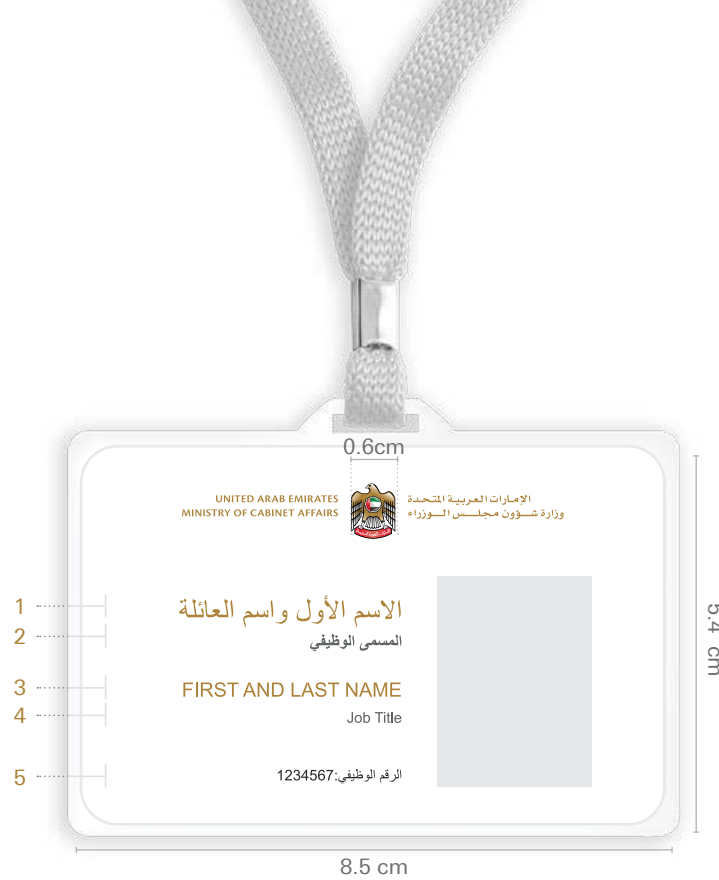 0.6cm
UNITED ARAB EMIRATES
MINISTRY OF CABINET AFFAIRS
الإمارات العربية المتحدة
وزارة شؤون مجلس الوزراء
1
الاسم الأول واسم العائلة
2
المسمى الوظيفي
3
FIRST AND LAST NAME
4
Job Title
5
الرقم الوظيفي:1234567
5.4 cm
8.5 cm